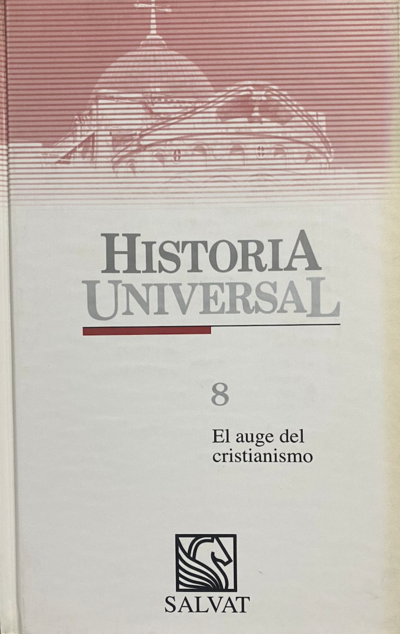 HISTORIA
UNIVERSAL
8
El auge del
cristianismo
SALVAT